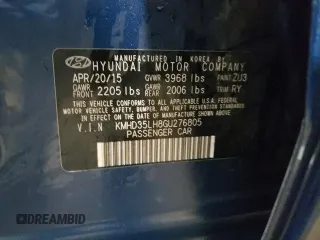 MANUFACTURED IN KOREA BY
HYUNDAI MOTOR COMPANY
APR/20/15 GVWR 3968 lbs PAINT ZU3
GAWR FRONT 2205 lbs GAWR REAR 2006 lbs TRIM RY
THIS VEHICLE CONFORMS TO ALL APPLICABLE FEDERAL
MOTOR VEHICLE SAFETY, BUMPER, AND THEFT PREVENTION
STANDARDS IN EFFECT ON THE DATE OF MANUFACTURE
SHOWN ABOVE.
V.I.N KMHD35LH8GU276805
PASSENGER CAR
DREAMBID